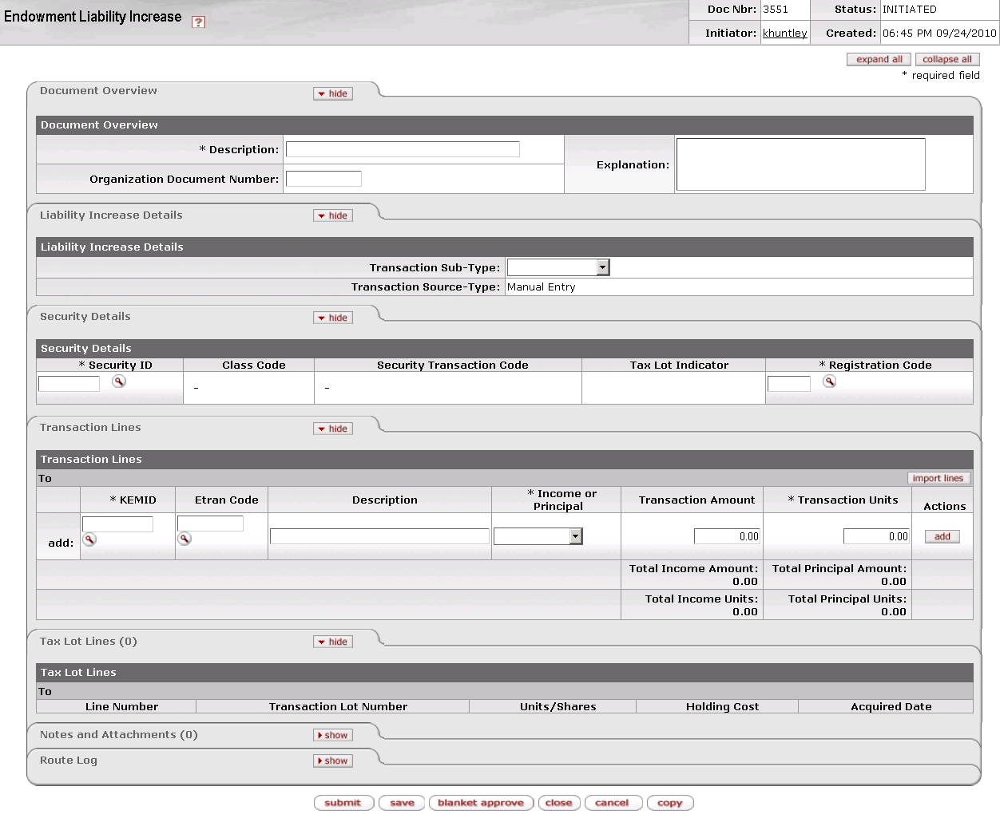 Endowment Liability Increase ?
Doc Nbr: 3551 Status: INITIATED
Initiator: khuntley Created: 06:45 PM 09/24/2010
expand all collapse all
* required field
Document Overview hide
Document Overview
* Description:
Explanation:
Organization Document Number:
Liability Increase Details hide
Liability Increase Details
Transaction Sub-Type:
Transaction Source-Type: Manual Entry
Security Details hide
Security Details
* Security ID Class Code Security Transaction Code Tax Lot Indicator * Registration Code
- -
Transaction Lines hide
Transaction Lines
To import lines
* KEMID Etran Code Description * Income or Principal Transaction Amount * Transaction Units Actions
add: 0.00 0.00 add
Total Income Amount: 0.00 Total Principal Amount: 0.00
Total Income Units: 0.00 Total Principal Units: 0.00
Tax Lot Lines (0) hide
Tax Lot Lines
To
Line Number Transaction Lot Number Units/Shares Holding Cost Acquired Date
Notes and Attachments (0) show
Route Log show
submit save blanket approve close cancel copy